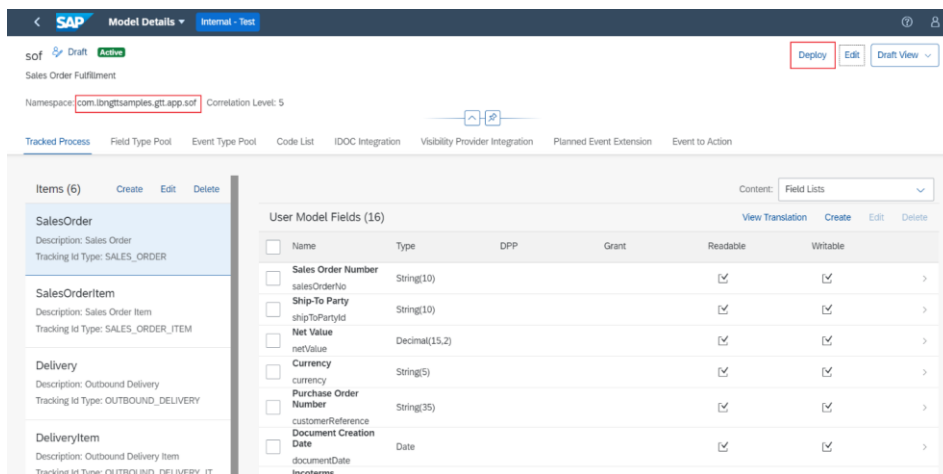 SAP Model Details Internal - Test
sof Draft Active
Deploy Edit Draft View
Sales Order Fulfillment
Namespace: com.lbngttsamples.gtt.app.sof Correlation Level: 5
Tracked Process Field Type Pool Event Type Pool Code List IDOC Integration Visibility Provider Integration Planned Event Extension Event to Action
Items (6) Create Edit Delete
SalesOrder
Description: Sales Order
Tracking Id Type: SALES_ORDER
SalesOrderItem
Description: Sales Order Item
Tracking Id Type: SALES_ORDER_ITEM
Delivery
Description: Outbound Delivery
Tracking Id Type: OUTBOUND_DELIVERY
DeliveryItem
Description: Outbound Delivery Item
Tracking Id Type: OUTBOUND_DELIVERY_IT
Content: Field Lists
User Model Fields (16) View Translation Create Edit Delete
Name Type DPP Grant Readable Writable
Sales Order Number
salesOrderNo String(10)
Ship-To Party
shipToPartyId String(10)
Net Value
netValue Decimal(15,2)
Currency
currency String(5)
Purchase Order
Number
customerReference String(35)
Document Creation
Date
documentDate Date
Incoterms